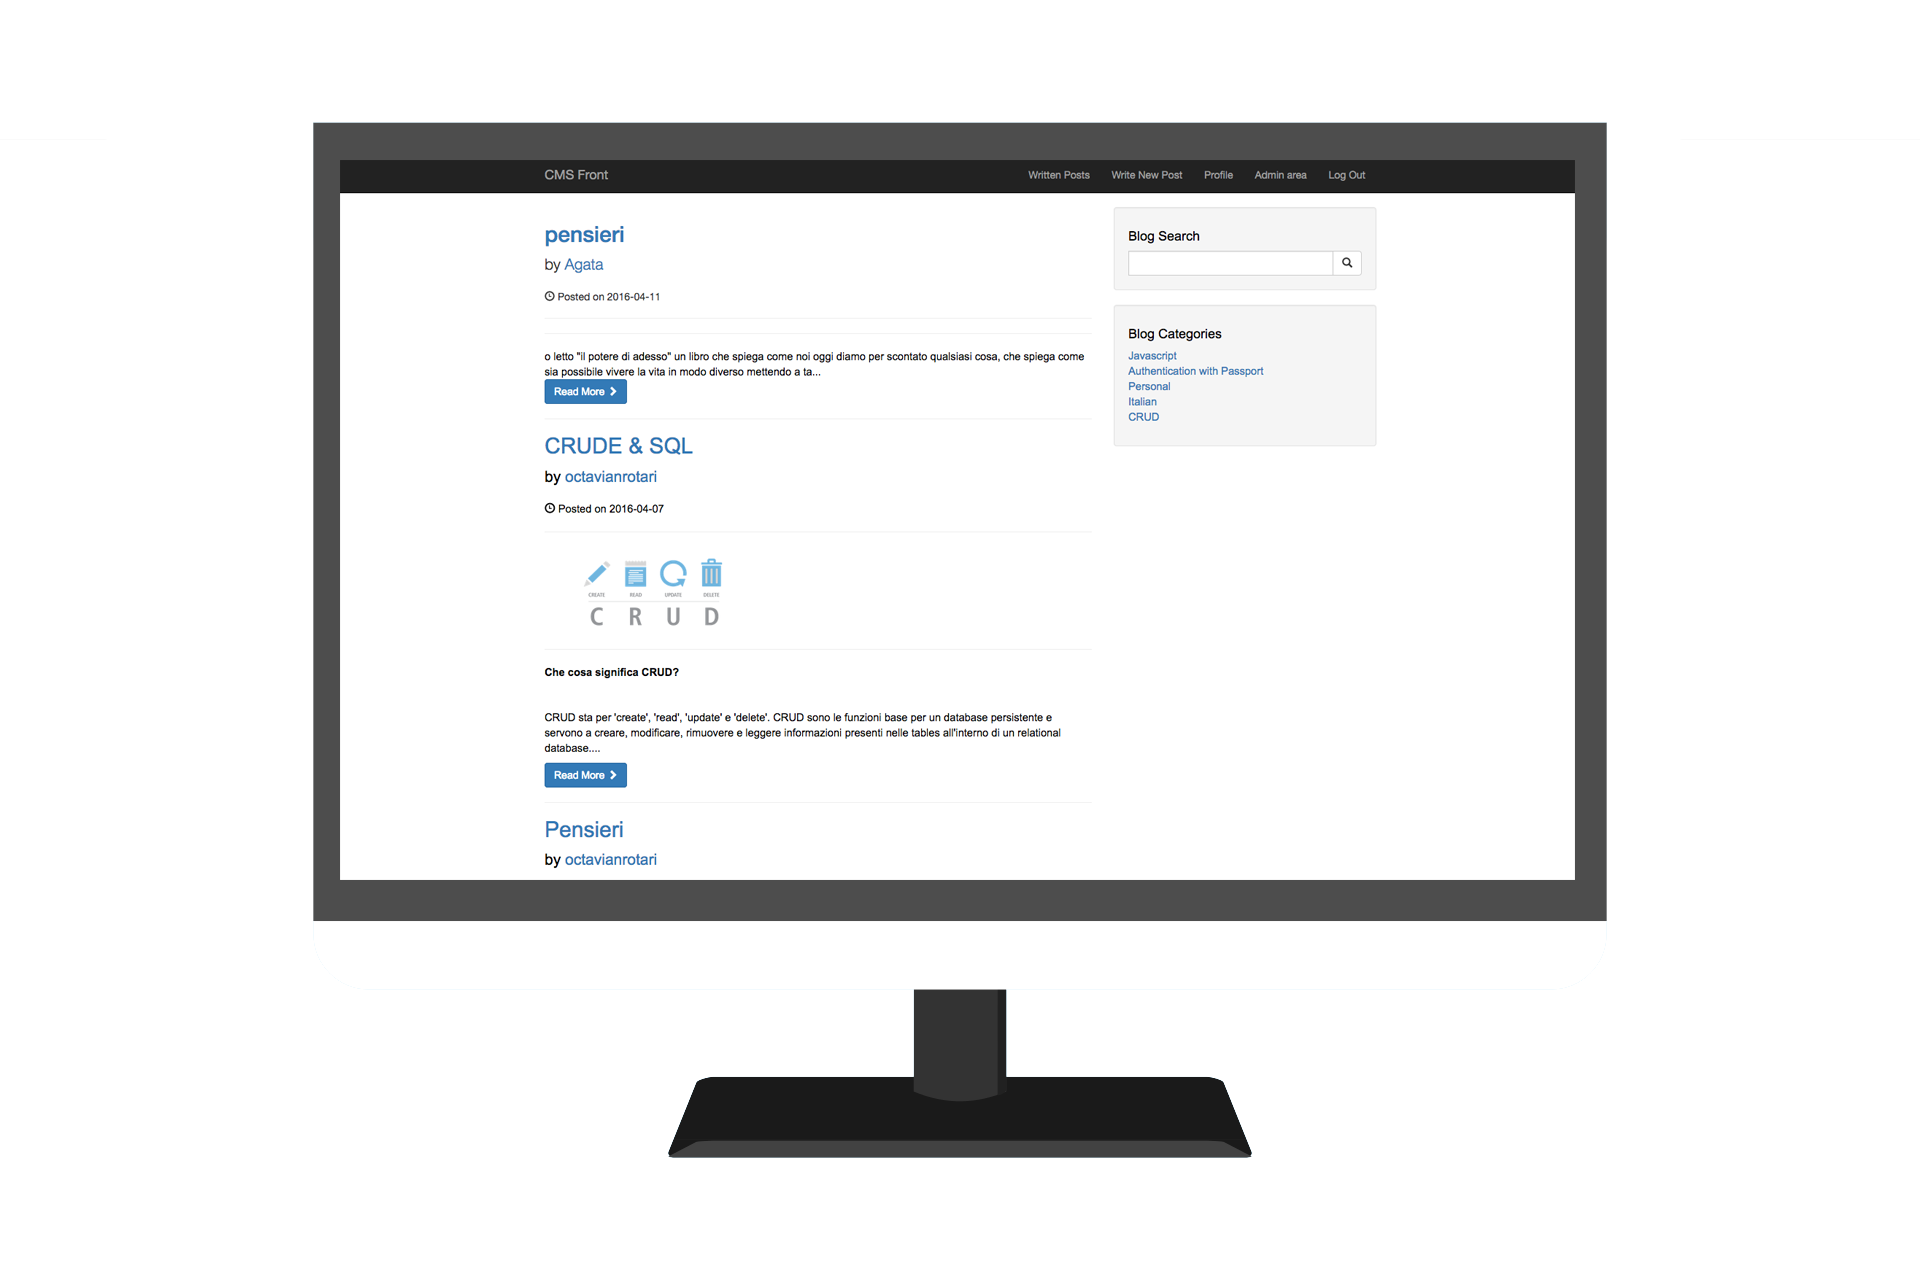 CMS Front
Written Posts
Write New Post
Profile
Admin area
Log Out
pensieri
by Agata
Posted on 2016-04-11
o letto "il potere di adesso" un libro che spiega come noi oggi diamo per scontato qualsiasi cosa, che spiega come
sia possibile vivere la vita in modo diverso mettendo a ta...
Read More
CRUDE & SQL
by octavianrotari
Posted on 2016-04-07
CREATE READ UPDATE DELETE
C R U D
Che cosa significa CRUD?
CRUD sta per 'create', 'read', 'update' e 'delete'. CRUD sono le funzioni base per un database persistente e
servono a creare, modificare, rimuovere e leggere informazioni presenti nelle tables all'interno di un relational
database....
Read More
Pensieri
by octavianrotari
Blog Search
Blog Categories
Javascript
Authentication with Passport
Personal
Italian
CRUD